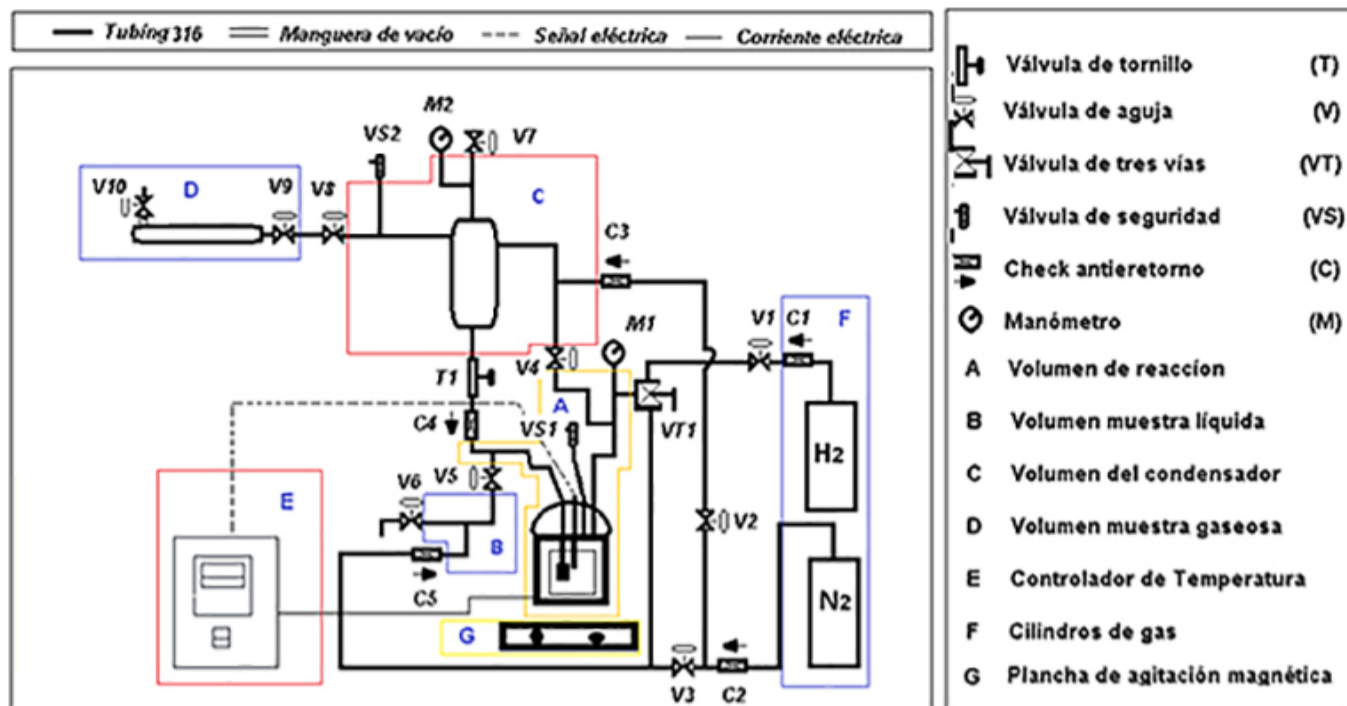 Tubing 316 Manguera de vacío Señal eléctrica Corriente eléctrica
M2
VS2
V7
V10
D
V9
V8
C
C3
M1
V1
C1
F
T1
V4
A
C4
VS1
VT1
H2
V5
V6
E
V2
B
C5
N2
G
V3
C2
Válvula de tornillo (T)
Válvula de aguja (V)
Válvula de tres vías (VT)
Válvula de seguridad (VS)
Check antieretorno (C)
Manómetro (M)
A Volumen de reaccíon
B Volumen muestra líquida
C Volumen del condensador
D Volumen muestra gaseosa
E Controlador de Temperatura
F Cilindros de gas
G Plancha de agitación magnética